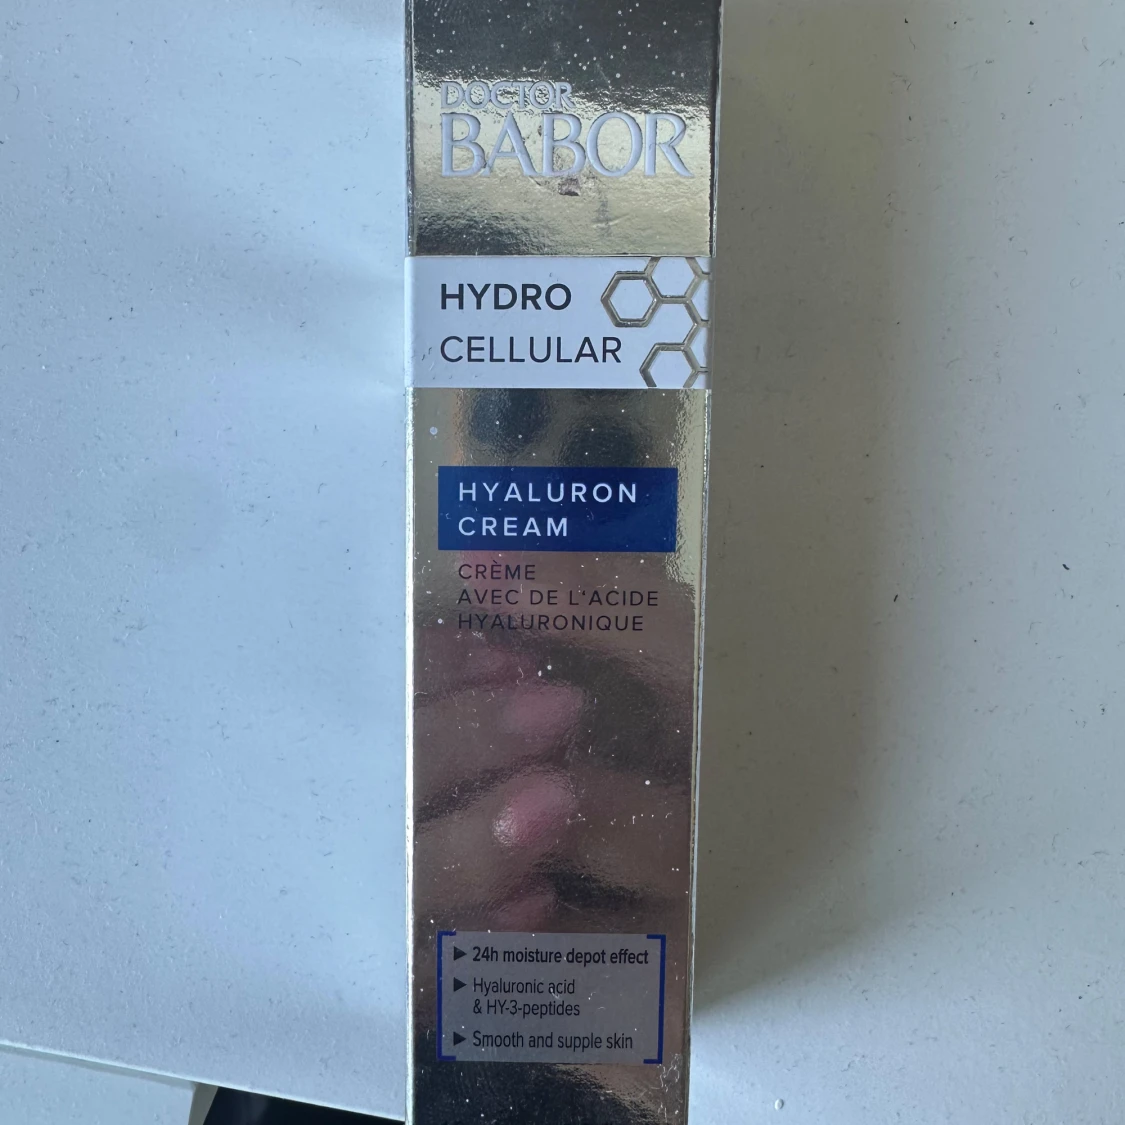 DOCTOR
BABOR
HYDRO
CELLULAR
HYALURON
CREAM
CRÈME
AVEC DE L‘ACIDE
HYALURONIQUE
▶ 24h moisture depot effect
▶ Hyaluronic acid
& HY-3-peptides
▶ Smooth and supple skin